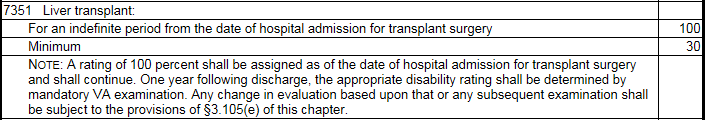 7351 Liver transplant:
For an indefinite period from the date of hospital admission for transplant surgery 100
Minimum 30
NOTE: A rating of 100 percent shall be assigned as of the date of hospital admission for transplant surgery
and shall continue. One year following discharge, the appropriate disability rating shall be determined by
mandatory VA examination. Any change in evaluation based upon that or any subsequent examination shall
be subject to the provisions of §3.105(e) of this chapter.